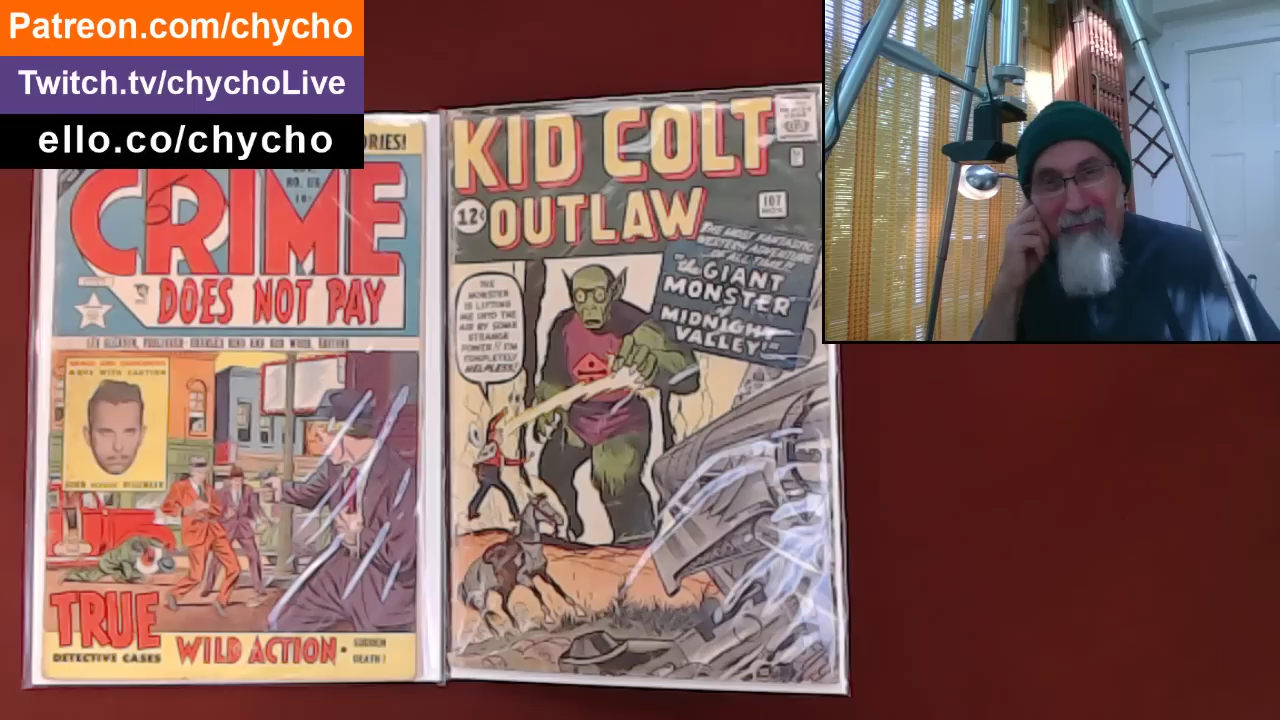 Patreon.com/chycho
Twitch.tv/chychoLive
ello.co/chycho
ORIES!
CRIME
DOES NOT PAY
TRUE
DETECTIVE CASES
WILD ACTION •
SUDDEN
DEATH!
KID COLT
OUTLAW
12¢
107
NOV
THE MOST FANTASTIC
WESTERN ADVENTURE
OF ALL TIME!!
"the GIANT
MONSTER
of
MIDNIGHT
VALLEY!"
THE
MONSTER
IS LIFTING
ME INTO THE
AIR BY SOME
STRANGE
POWER!! I'M
COMPLETELY
HELPLESS!